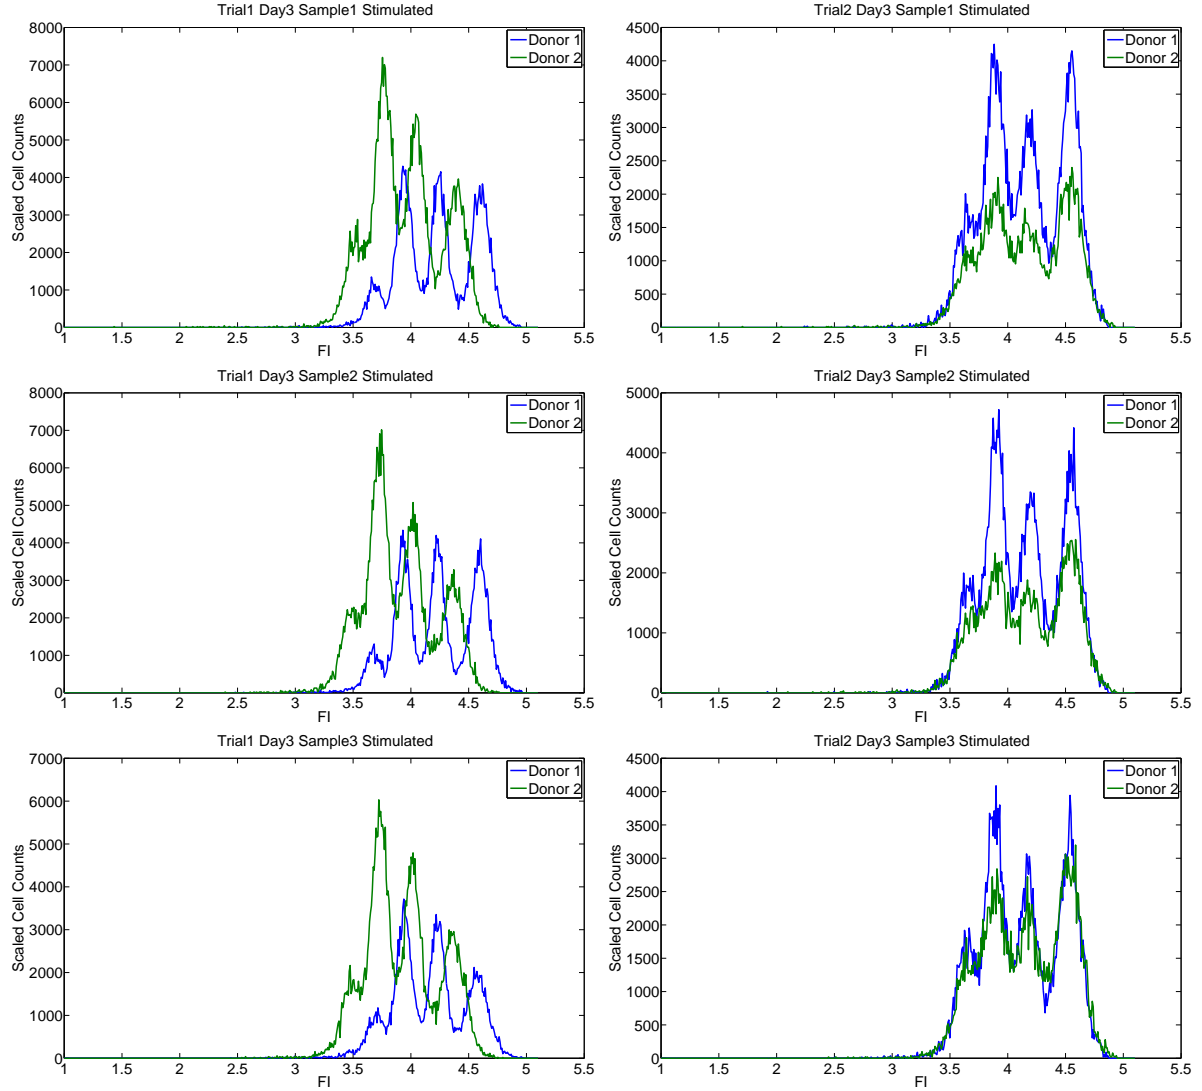 Trial1 Day3 Sample1 Stimulated
8000
7000
6000
5000
4000
3000
2000
1000
0
Scaled Cell Counts
1 1.5 2 2.5 3 3.5 4 4.5 5 5.5
FI
Donor 1
Donor 2
Trial2 Day3 Sample1 Stimulated
4500
4000
3500
3000
2500
2000
1500
1000
500
0
Scaled Cell Counts
1 1.5 2 2.5 3 3.5 4 4.5 5 5.5
FI
Donor 1
Donor 2
Trial1 Day3 Sample2 Stimulated
8000
7000
6000
5000
4000
3000
2000
1000
0
Scaled Cell Counts
1 1.5 2 2.5 3 3.5 4 4.5 5 5.5
FI
Donor 1
Donor 2
Trial2 Day3 Sample2 Stimulated
5000
4000
3000
2000
1000
0
Scaled Cell Counts
1 1.5 2 2.5 3 3.5 4 4.5 5 5.5
FI
Donor 1
Donor 2
Trial1 Day3 Sample3 Stimulated
7000
6000
5000
4000
3000
2000
1000
0
Scaled Cell Counts
1 1.5 2 2.5 3 3.5 4 4.5 5 5.5
FI
Donor 1
Donor 2
Trial2 Day3 Sample3 Stimulated
4500
4000
3500
3000
2500
2000
1500
1000
500
0
Scaled Cell Counts
1 1.5 2 2.5 3 3.5 4 4.5 5 5.5
FI
Donor 1
Donor 2